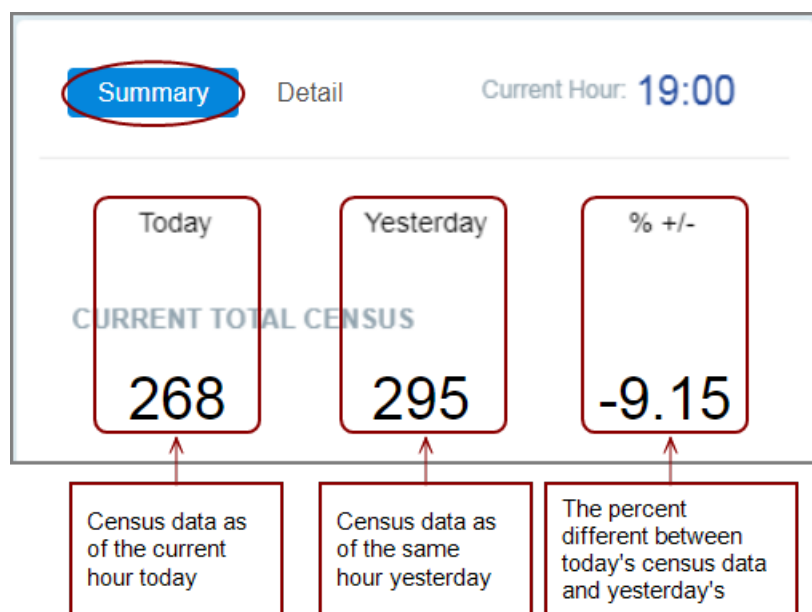 Summary Detail Current Hour: 19:00
Today Yesterday % +/-
CURRENT TOTAL CENSUS
268 295 -9.15
Census data as
of the current
hour today
Census data as
of the same
hour yesterday
The percent
different between
today's census data
and yesterday's